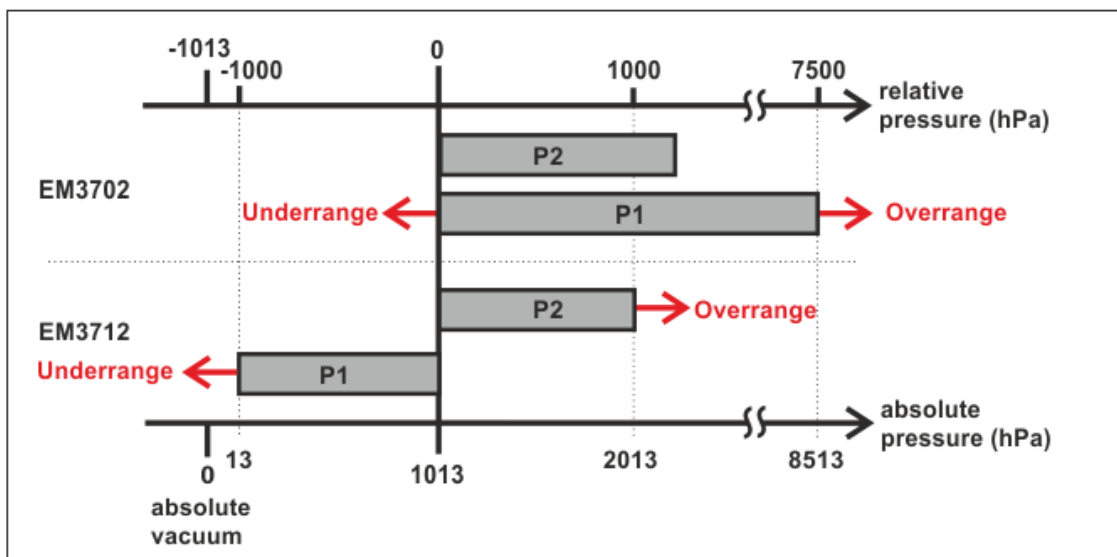 -1013
-1000
0
1000
7500
relative
pressure (hPa)
P2
EM3702
Underrange
P1
Overrange
P2
Overrange
EM3712
Underrange
P1
absolute
pressure (hPa)
0
13
1013
2013
8513
absolute
vacuum